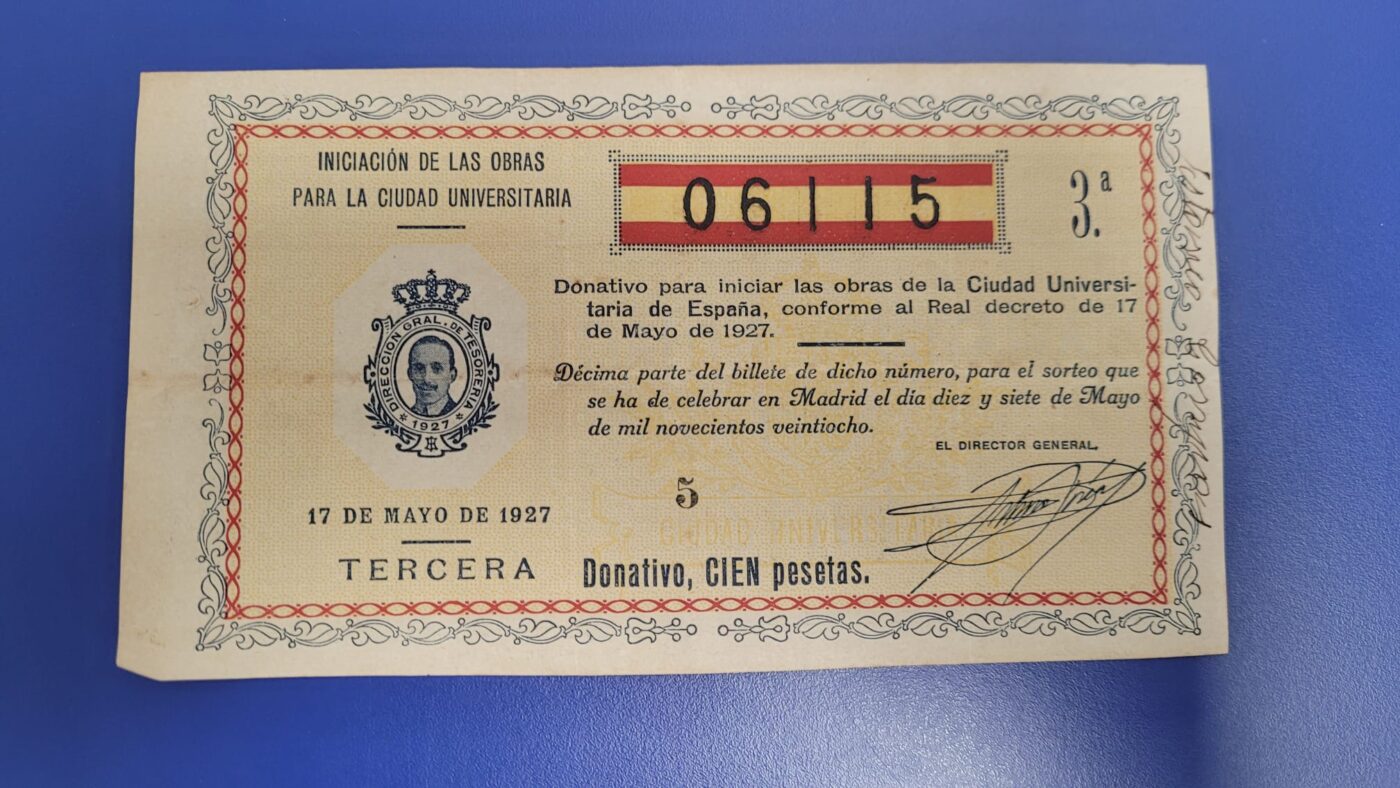 INICIACIÓN DE LAS OBRAS
PARA LA CIUDAD UNIVERSITARIA
06115
3.ª
Donativo para iniciar las obras de la Ciudad Universi-
taria de España, conforme al Real decreto de 17
de Mayo de 1927.
Décima parte del billete de dicho número, para el sorteo que
se ha de celebrar en Madrid el día diez y siete de Mayo
de mil novecientos veintiocho.
EL DIRECTOR GENERAL,
DIRECCIÓN GRAL. DE TESORERIA
1927
5
CIUDAD UNIVERSITARIA
17 DE MAYO DE 1927
TERCERA
Donativo, CIEN pesetas.